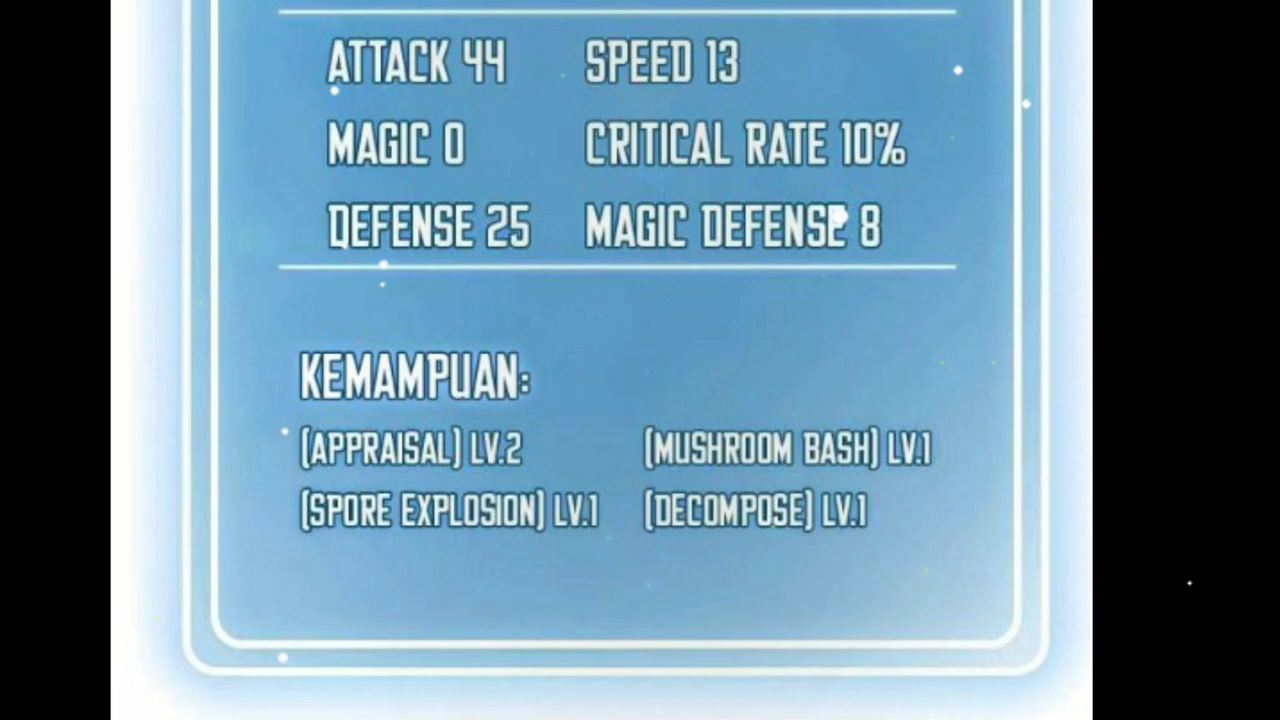 ATTACK 44 SPEED 13
MAGIC 0 CRITICAL RATE 10%
DEFENSE 25 MAGIC DEFENSE 8
KEMAMPUAN:
[APPRAISAL] LV.2 [MUSHROOM BASH] LV.1
[SPORE EXPLOSION] LV.1 [DECOMPOSE] LV.1